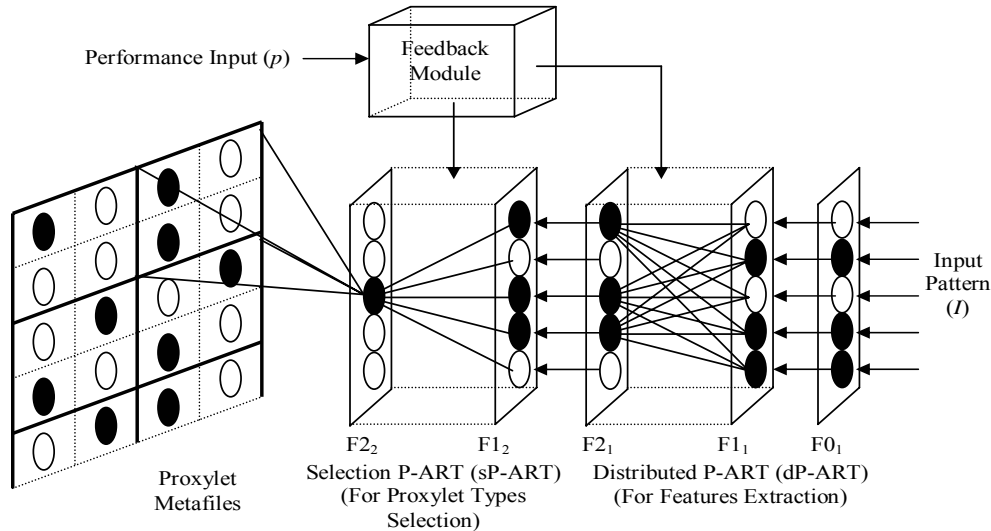 Performance Input (p)
Feedback
Module
Input
Pattern
(I)
F2₂
F1₂
F2₁
F1₁
F0₁
Selection P-ART (sP-ART)
(For Proxylet Types
Selection)
Distributed P-ART (dP-ART)
(For Features Extraction)
Proxylet
Metafiles